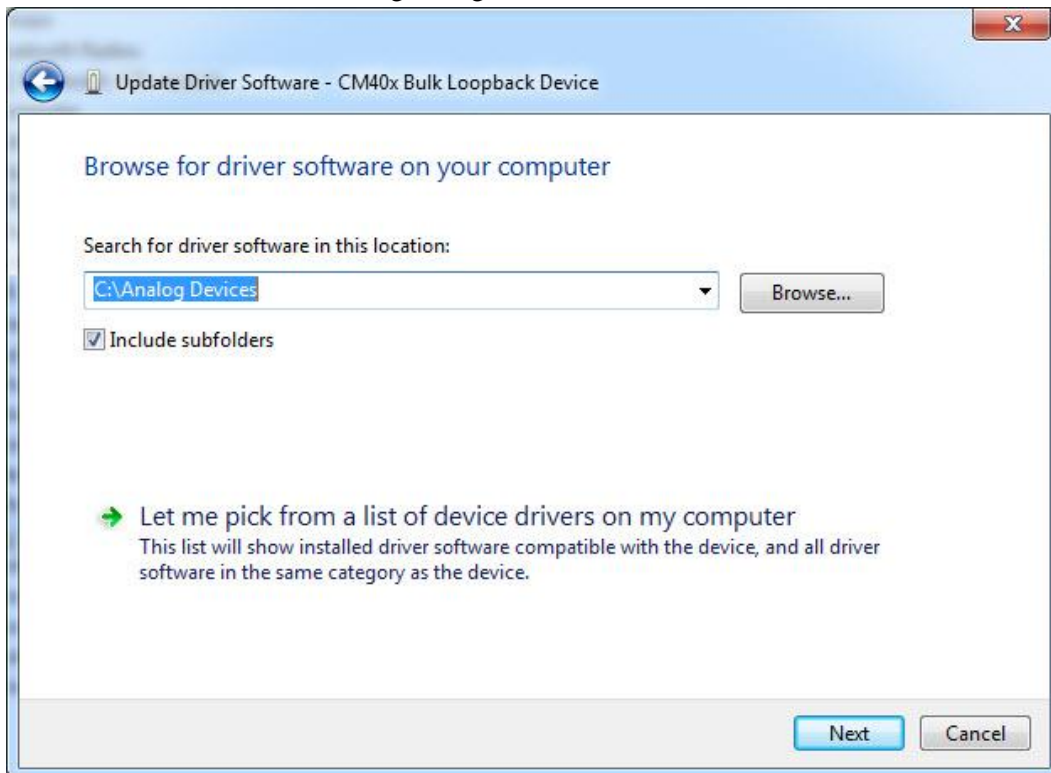 Update Driver Software - CM40x Bulk Loopback Device
Browse for driver software on your computer
Search for driver software in this location:
C:\Analog Devices
Browse...
Include subfolders
Let me pick from a list of device drivers on my computer
This list will show installed driver software compatible with the device, and all driver
software in the same category as the device.
Next
Cancel